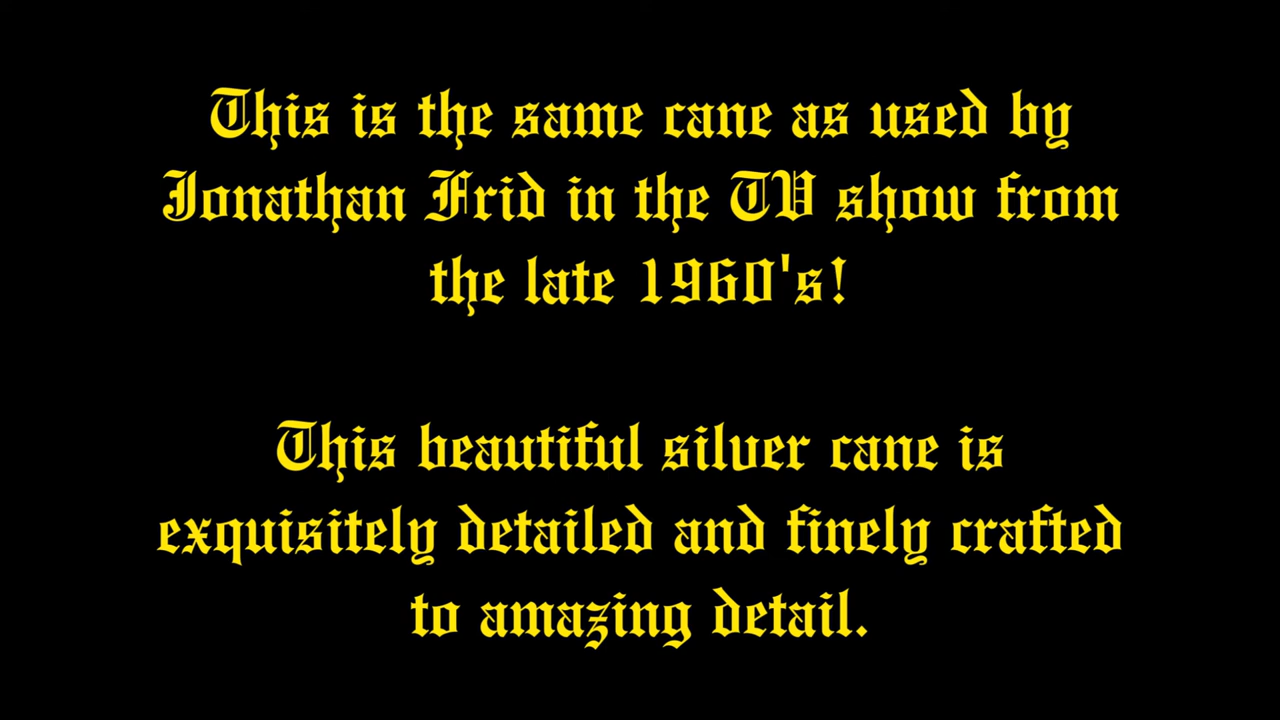 This is the same cane as used by
Jonathan Frid in the TV show from
the late 1960's!
This beautiful silver cane is
exquisitely detailed and finely crafted
to amazing detail.